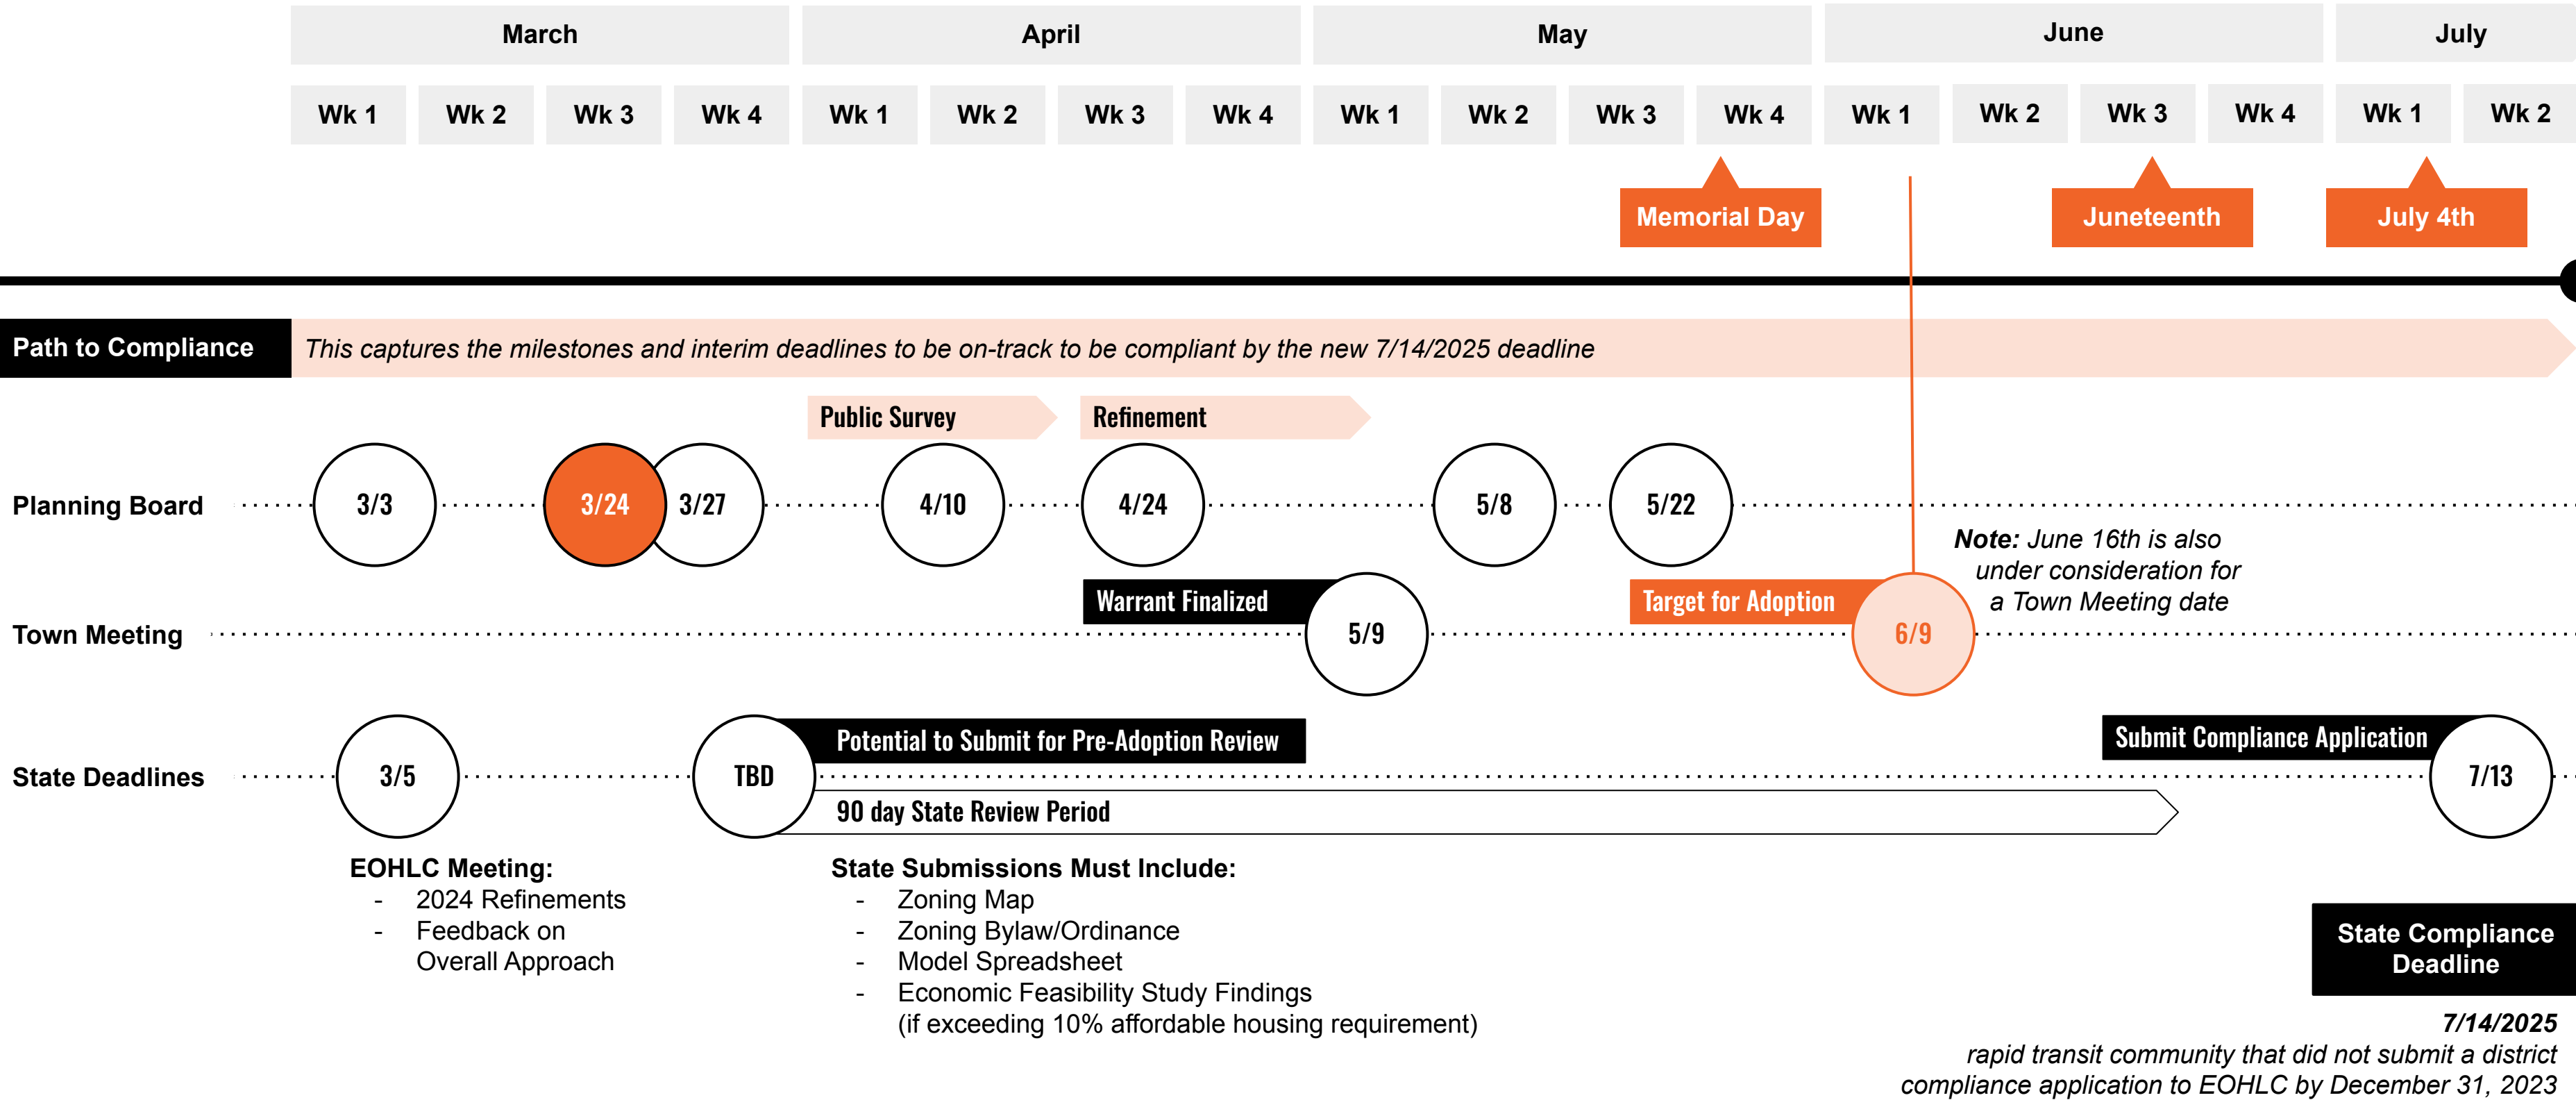 March April May June July
Wk 1 Wk 2 Wk 3 Wk 4 Wk 1 Wk 2 Wk 3 Wk 4 Wk 1 Wk 2 Wk 3 Wk 4 Wk 1 Wk 2 Wk 3 Wk 4 Wk 1 Wk 2
Memorial Day Juneteenth July 4th
Path to Compliance This captures the milestones and interim deadlines to be on-track to be compliant by the new 7/14/2025 deadline
Public Survey Refinement
Planning Board 3/3 3/24 3/27 4/10 4/24 5/8 5/22
Note: June 16th is also
under consideration for
a Town Meeting date
Warrant Finalized Target for Adoption
Town Meeting 5/9 6/9
Potential to Submit for Pre-Adoption Review Submit Compliance Application
State Deadlines 3/5 TBD 7/13
90 day State Review Period
EOHLC Meeting:
- 2024 Refinements
- Feedback on
Overall Approach
State Submissions Must Include:
- Zoning Map
- Zoning Bylaw/Ordinance
- Model Spreadsheet
- Economic Feasibility Study Findings
(if exceeding 10% affordable housing requirement)
State Compliance
Deadline
7/14/2025
rapid transit community that did not submit a district
compliance application to EOHLC by December 31, 2023